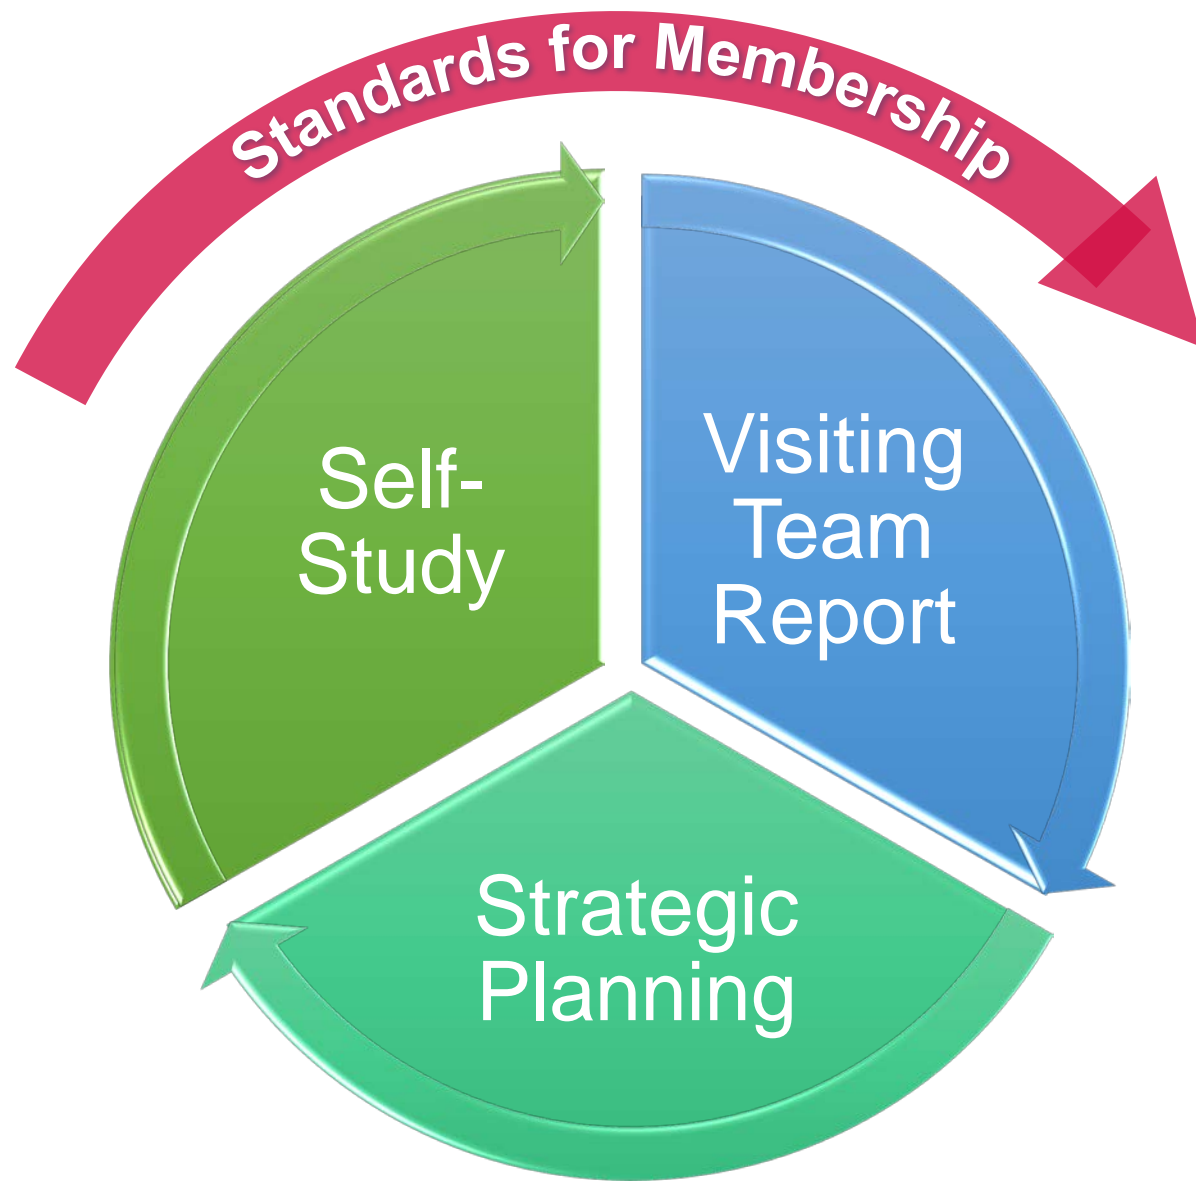 Standards for Membership
Self-
Study
Visiting
Team
Report
Strategic
Planning